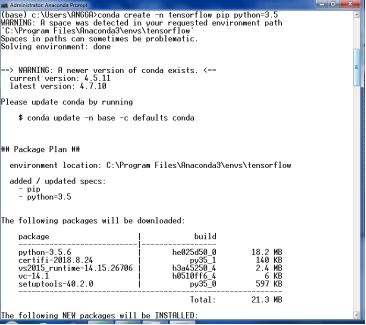 Administrator: Anaconda Prompt
(base) c:\Users\ANGGA>conda create -n tensorflow pip python=3.5
WARNING: A space was detected in your requested environment path
'C:\Program Files\Anaconda3\envs\tensorflow'
Spaces in paths can sometimes be problematic.
Solving environment: done
==> WARNING: A newer version of conda exists. <==
current version: 4.5.11
latest version: 4.7.10
Please update conda by running
$ conda update -n base -c defaults conda
## Package Plan ##
environment location: C:\Program Files\Anaconda3\envs\tensorflow
added / updated specs:
- pip
- python=3.5
The following packages will be downloaded:
package | build
---------------------------|-----------------
python-3.5.6 | he025d50_0 18.2 MB
certifi-2018.8.24 | py35_1 140 KB
vs2015_runtime-14.15.26706 | h3a45250_4 2.4 MB
vc-14.1 | h0510ff6_4 6 KB
setuptools-40.2.0 | py35_0 597 KB
------------------------------------------------------------
Total: 21.3 MB
The following NEW packages will be INSTALLED: